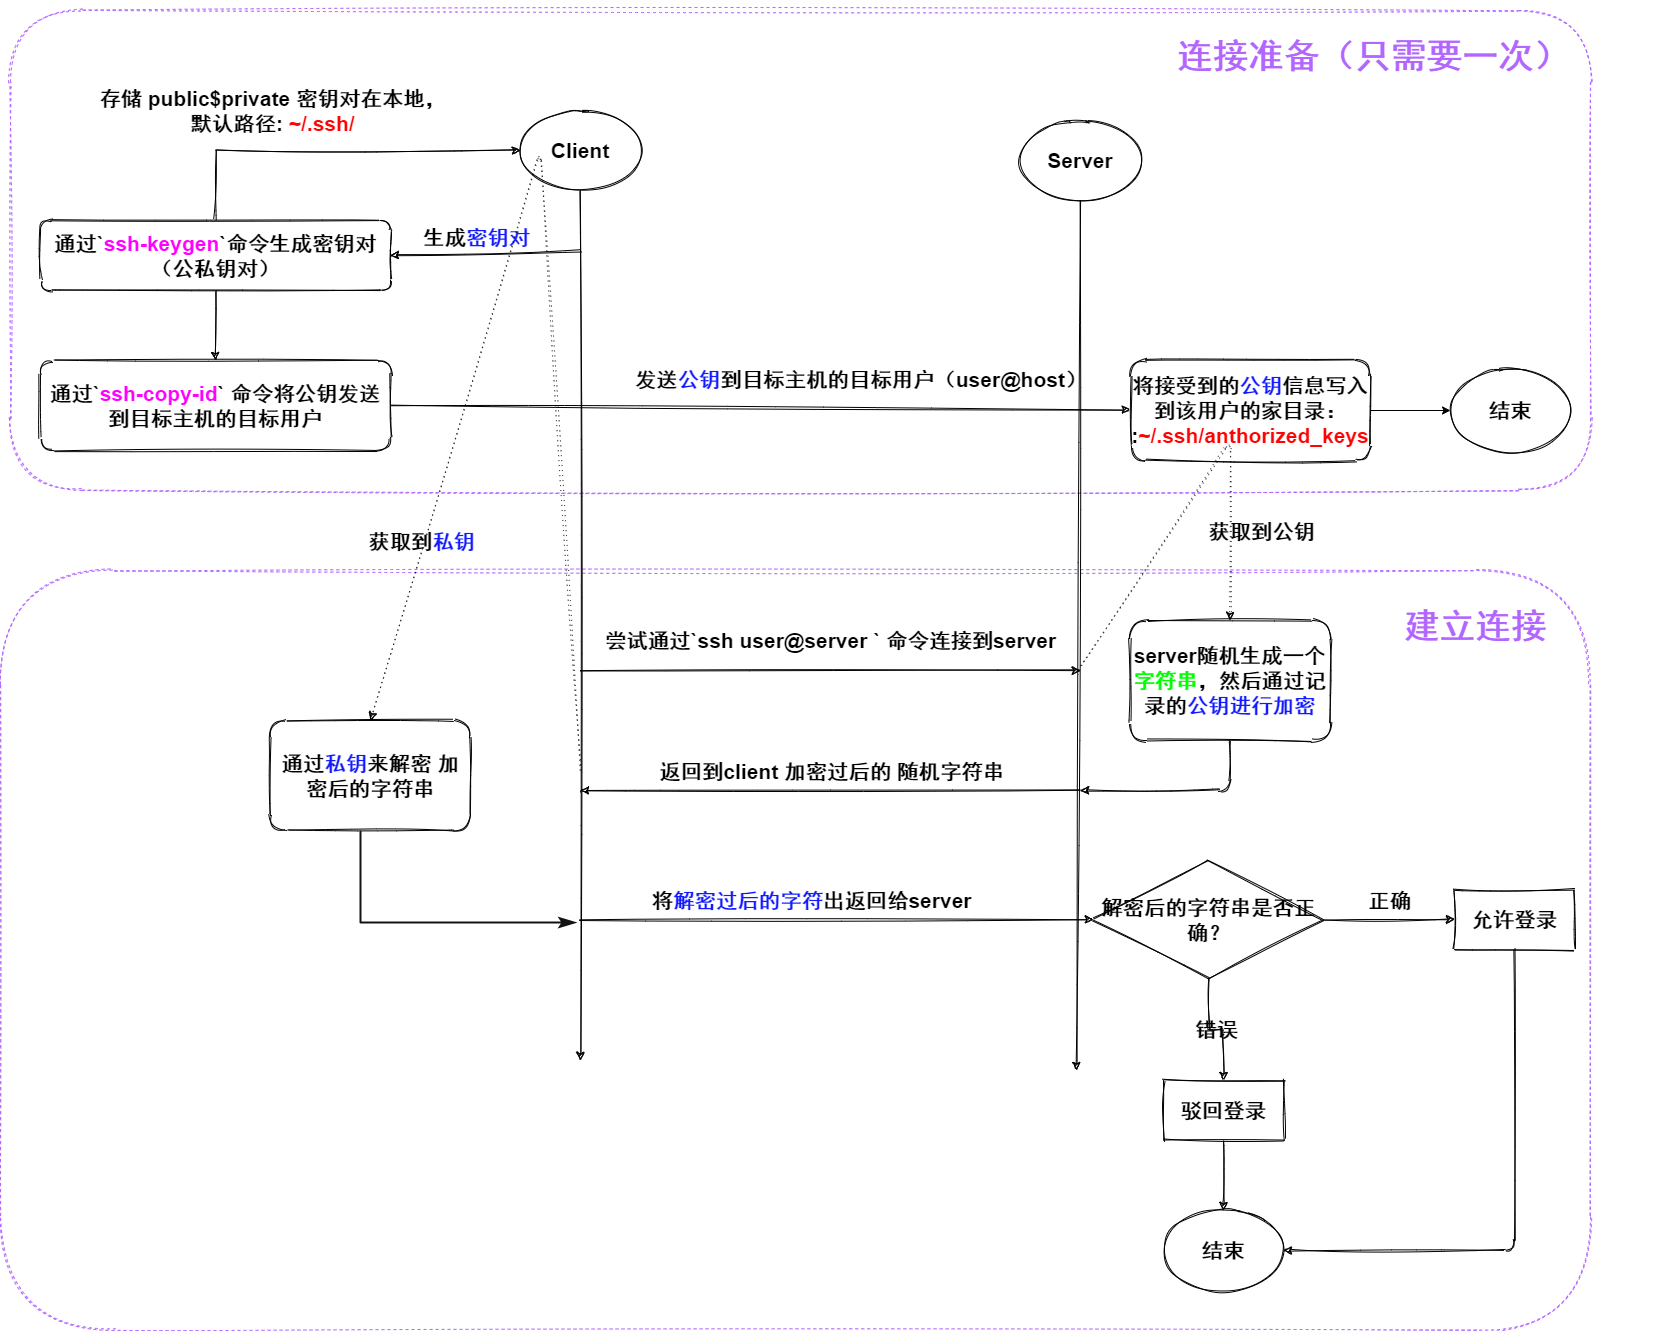 连接准备（只需要一次）
存储 public$private 密钥对在本地，
默认路径: ~/.ssh/
Client
Server
生成密钥对
通过`ssh-keygen`命令生成密钥对
（公私钥对）
通过`ssh-copy-id` 命令将公钥发送
到目标主机的目标用户
发送公钥到目标主机的目标用户（user@host）
将接受到的公钥信息写入
到该用户的家目录：
:~/.ssh/anthorized_keys
结束
获取到私钥
获取到公钥
建立连接
尝试通过`ssh user@server ` 命令连接到server
server随机生成一个
字符串，然后通过记
录的公钥进行加密
通过私钥来解密 加
密后的字符串
返回到client 加密过后的 随机字符串
将解密过后的字符出返回给server
解密后的字符串是否正
确？
正确
允许登录
错误
驳回登录
结束